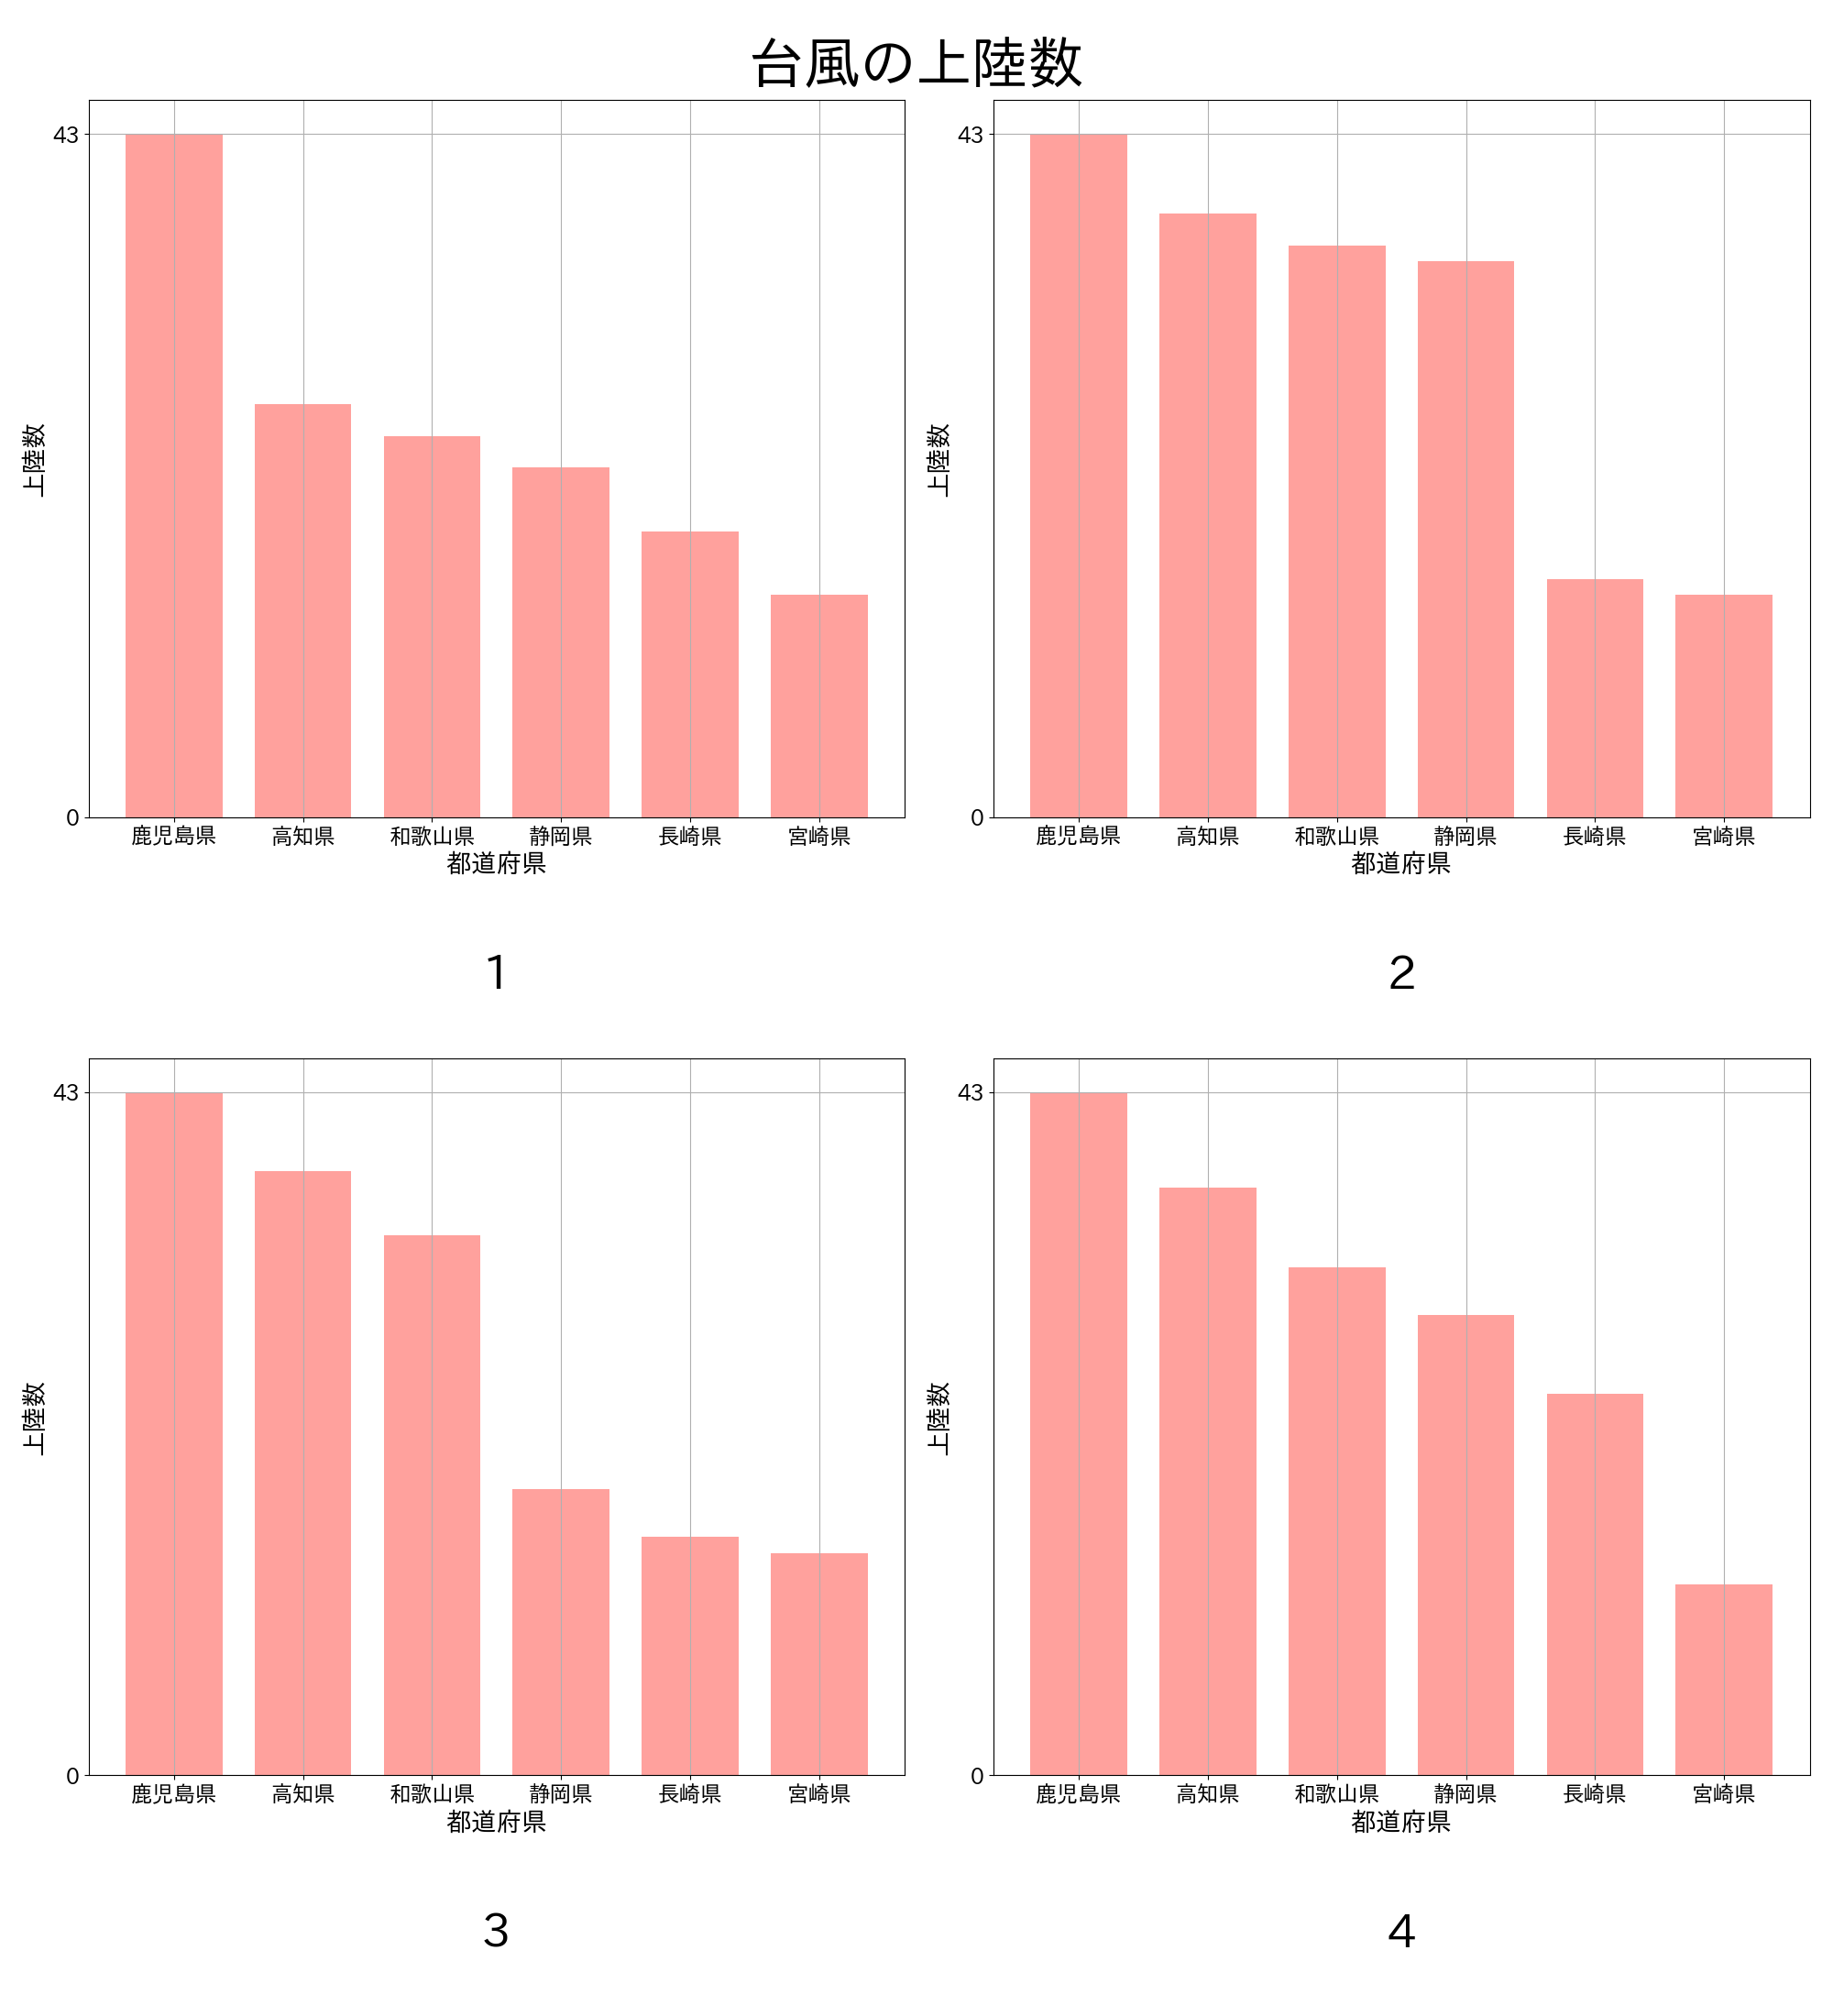 台風の上陸数
43
0
上陸数
鹿児島県 高知県 和歌山県 静岡県 長崎県 宮崎県
都道府県
1
43
0
上陸数
鹿児島県 高知県 和歌山県 静岡県 長崎県 宮崎県
都道府県
2
43
0
上陸数
鹿児島県 高知県 和歌山県 静岡県 長崎県 宮崎県
都道府県
3
43
0
上陸数
鹿児島県 高知県 和歌山県 静岡県 長崎県 宮崎県
都道府県
4